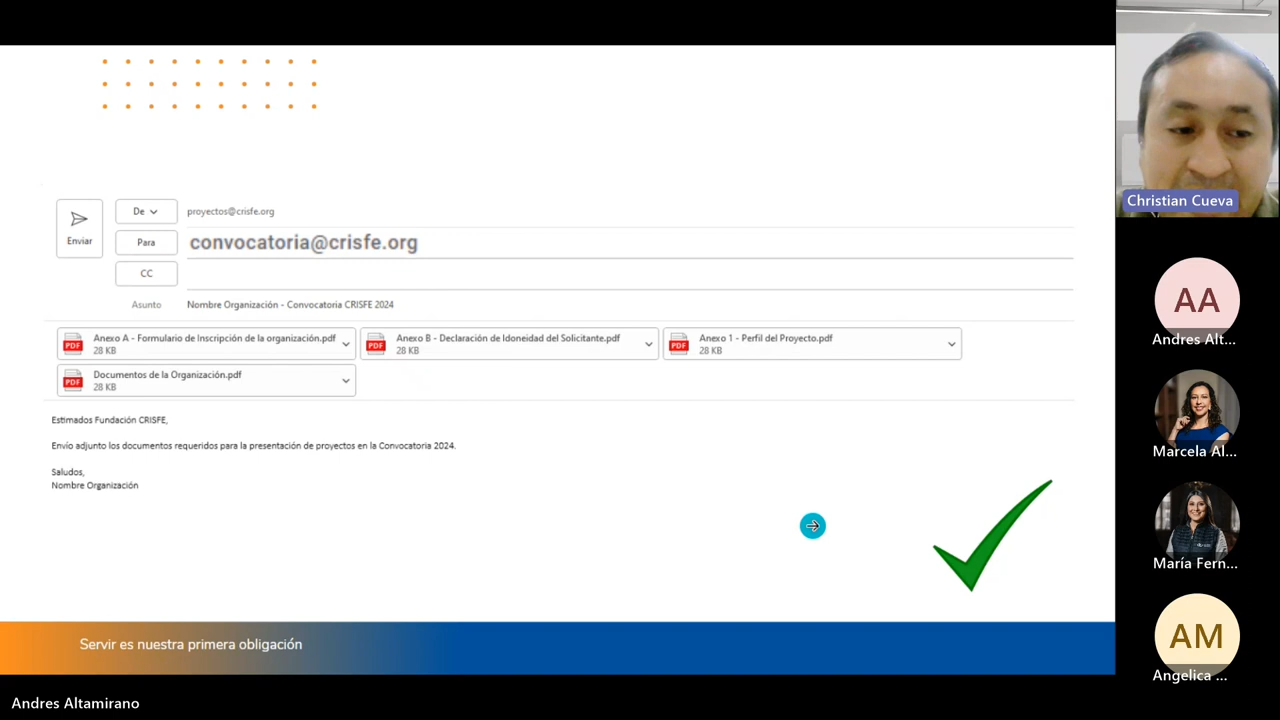 Enviar
De
proyectos@crisfe.org
Para
convocatoria@crisfe.org
CC
Asunto
Nombre Organización - Convocatoria CRISFE 2024
PDF
Anexo A - Formulario de Inscripción de la organización.pdf
28 KB
PDF
Anexo B - Declaración de Idoneidad del Solicitante.pdf
28 KB
PDF
Anexo 1 - Perfil del Proyecto.pdf
28 KB
PDF
Documentos de la Organización.pdf
28 KB
Estimados Fundación CRISFE,
Envío adjunto los documentos requeridos para la presentación de proyectos en la Convocatoria 2024.
Saludos,
Nombre Organización
Servir es nuestra primera obligación
Andres Altamirano
Christian Cueva
AA
Andres Alt...
Marcela Al...
María Fern...
AM
Angelica ...